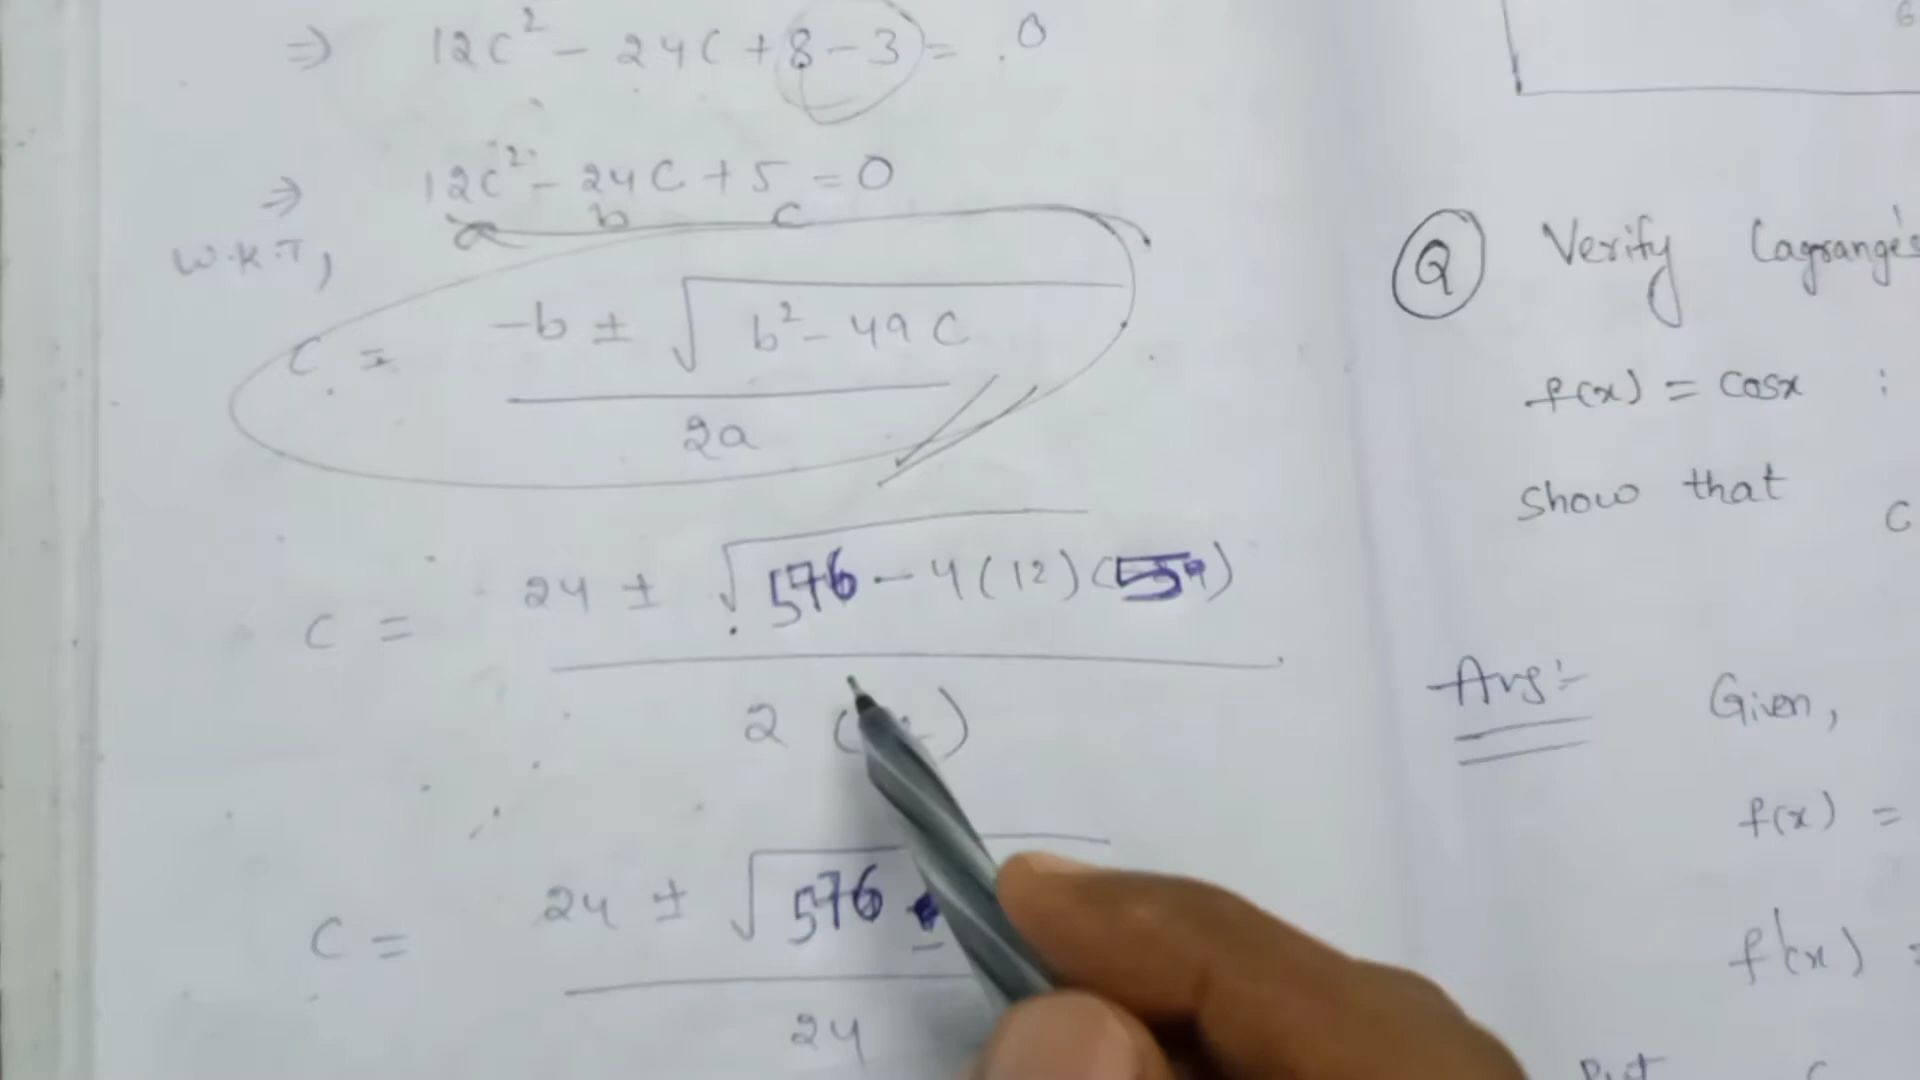 ⇒ 12c² - 24c + 8 - 3 = 0
⇒ 12c² - 24c + 5 = 0
a b c
W.K.T,
c = -b ± √b² - 4ac
2a
c = 24 ± √576 - 4(12)(5)
2 ( )
c = 24 ± √576
24
Q Verify Lagrange's
f(x) = cosx :
Show that c
Ans:- Given,
f(x) =
f'(x) =
Put c